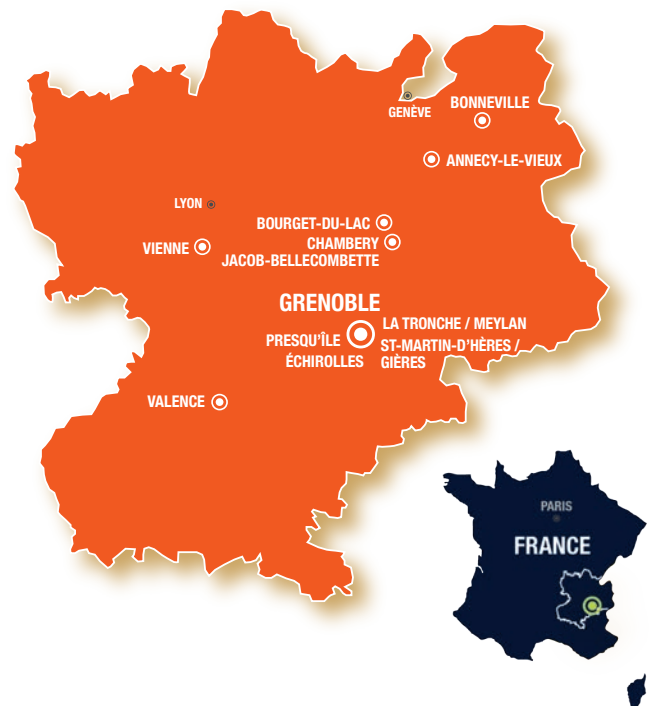 GENÈVE
BONNEVILLE
ANNECY-LE-VIEUX
LYON
BOURGET-DU-LAC
VIENNE
CHAMBERY
JACOB-BELLECOMBETTE
GRENOBLE
LA TRONCHE / MEYLAN
PRESQU'ÎLE
ST-MARTIN-D'HÈRES /
ÉCHIROLLES
GIÈRES
VALENCE
PARIS
FRANCE